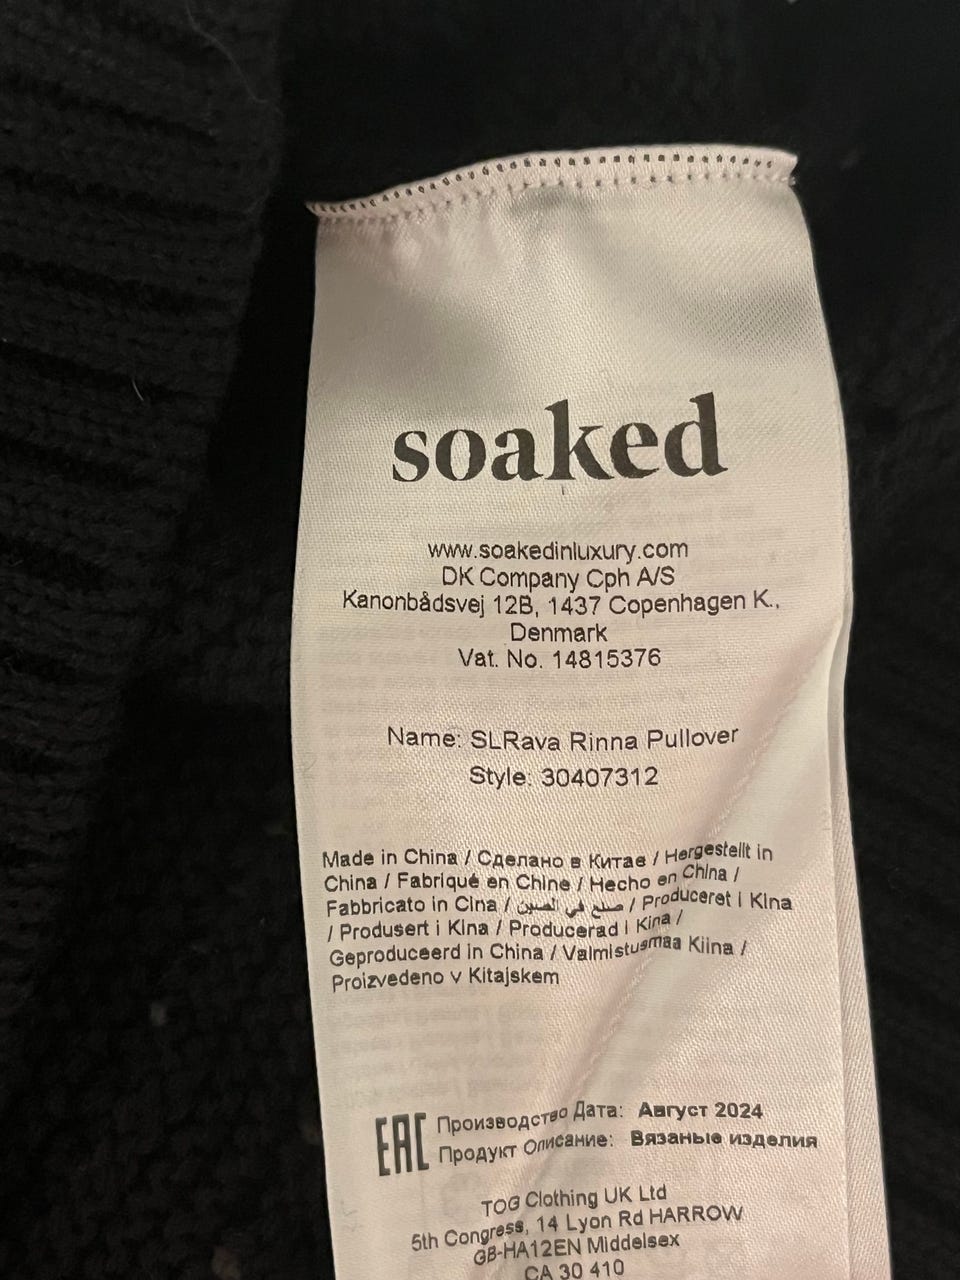 soaked
www.soakedinluxury.com
DK Company Cph A/S
Kanonbådsvej 12B, 1437 Copenhagen K.,
Denmark
Vat. No. 14815376
Name: SLRava Rinna Pullover
Style: 30407312
Made in China / Сделано в Китае / Hergestellt in
China / Fabriqué en Chine / Hecho en China /
Fabbricato in Cina / صنع في الصين / Produceret i Kina
/ Produsert i Kina / Producerad i Kina /
Geproduceerd in China / Valmistusmaa Kiina /
Proizvedeno v Kitajskem
EAC Производство Дата: Август 2024
Продукт Описание: Вязаные изделия
TOG Clothing UK Ltd
5th Congress, 14 Lyon Rd HARROW
GB-HA12EN Middelsex
CA 30 410